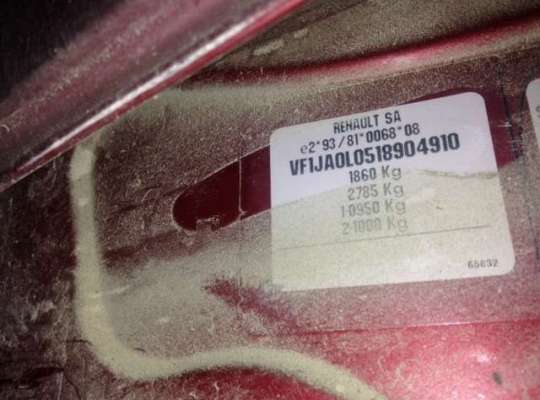 RENAULT SA
e2*93/81*0068*08
VF1JA0L0518904910
1860 Kg
2785 Kg
1-0950 Kg
2-1000 Kg
65632